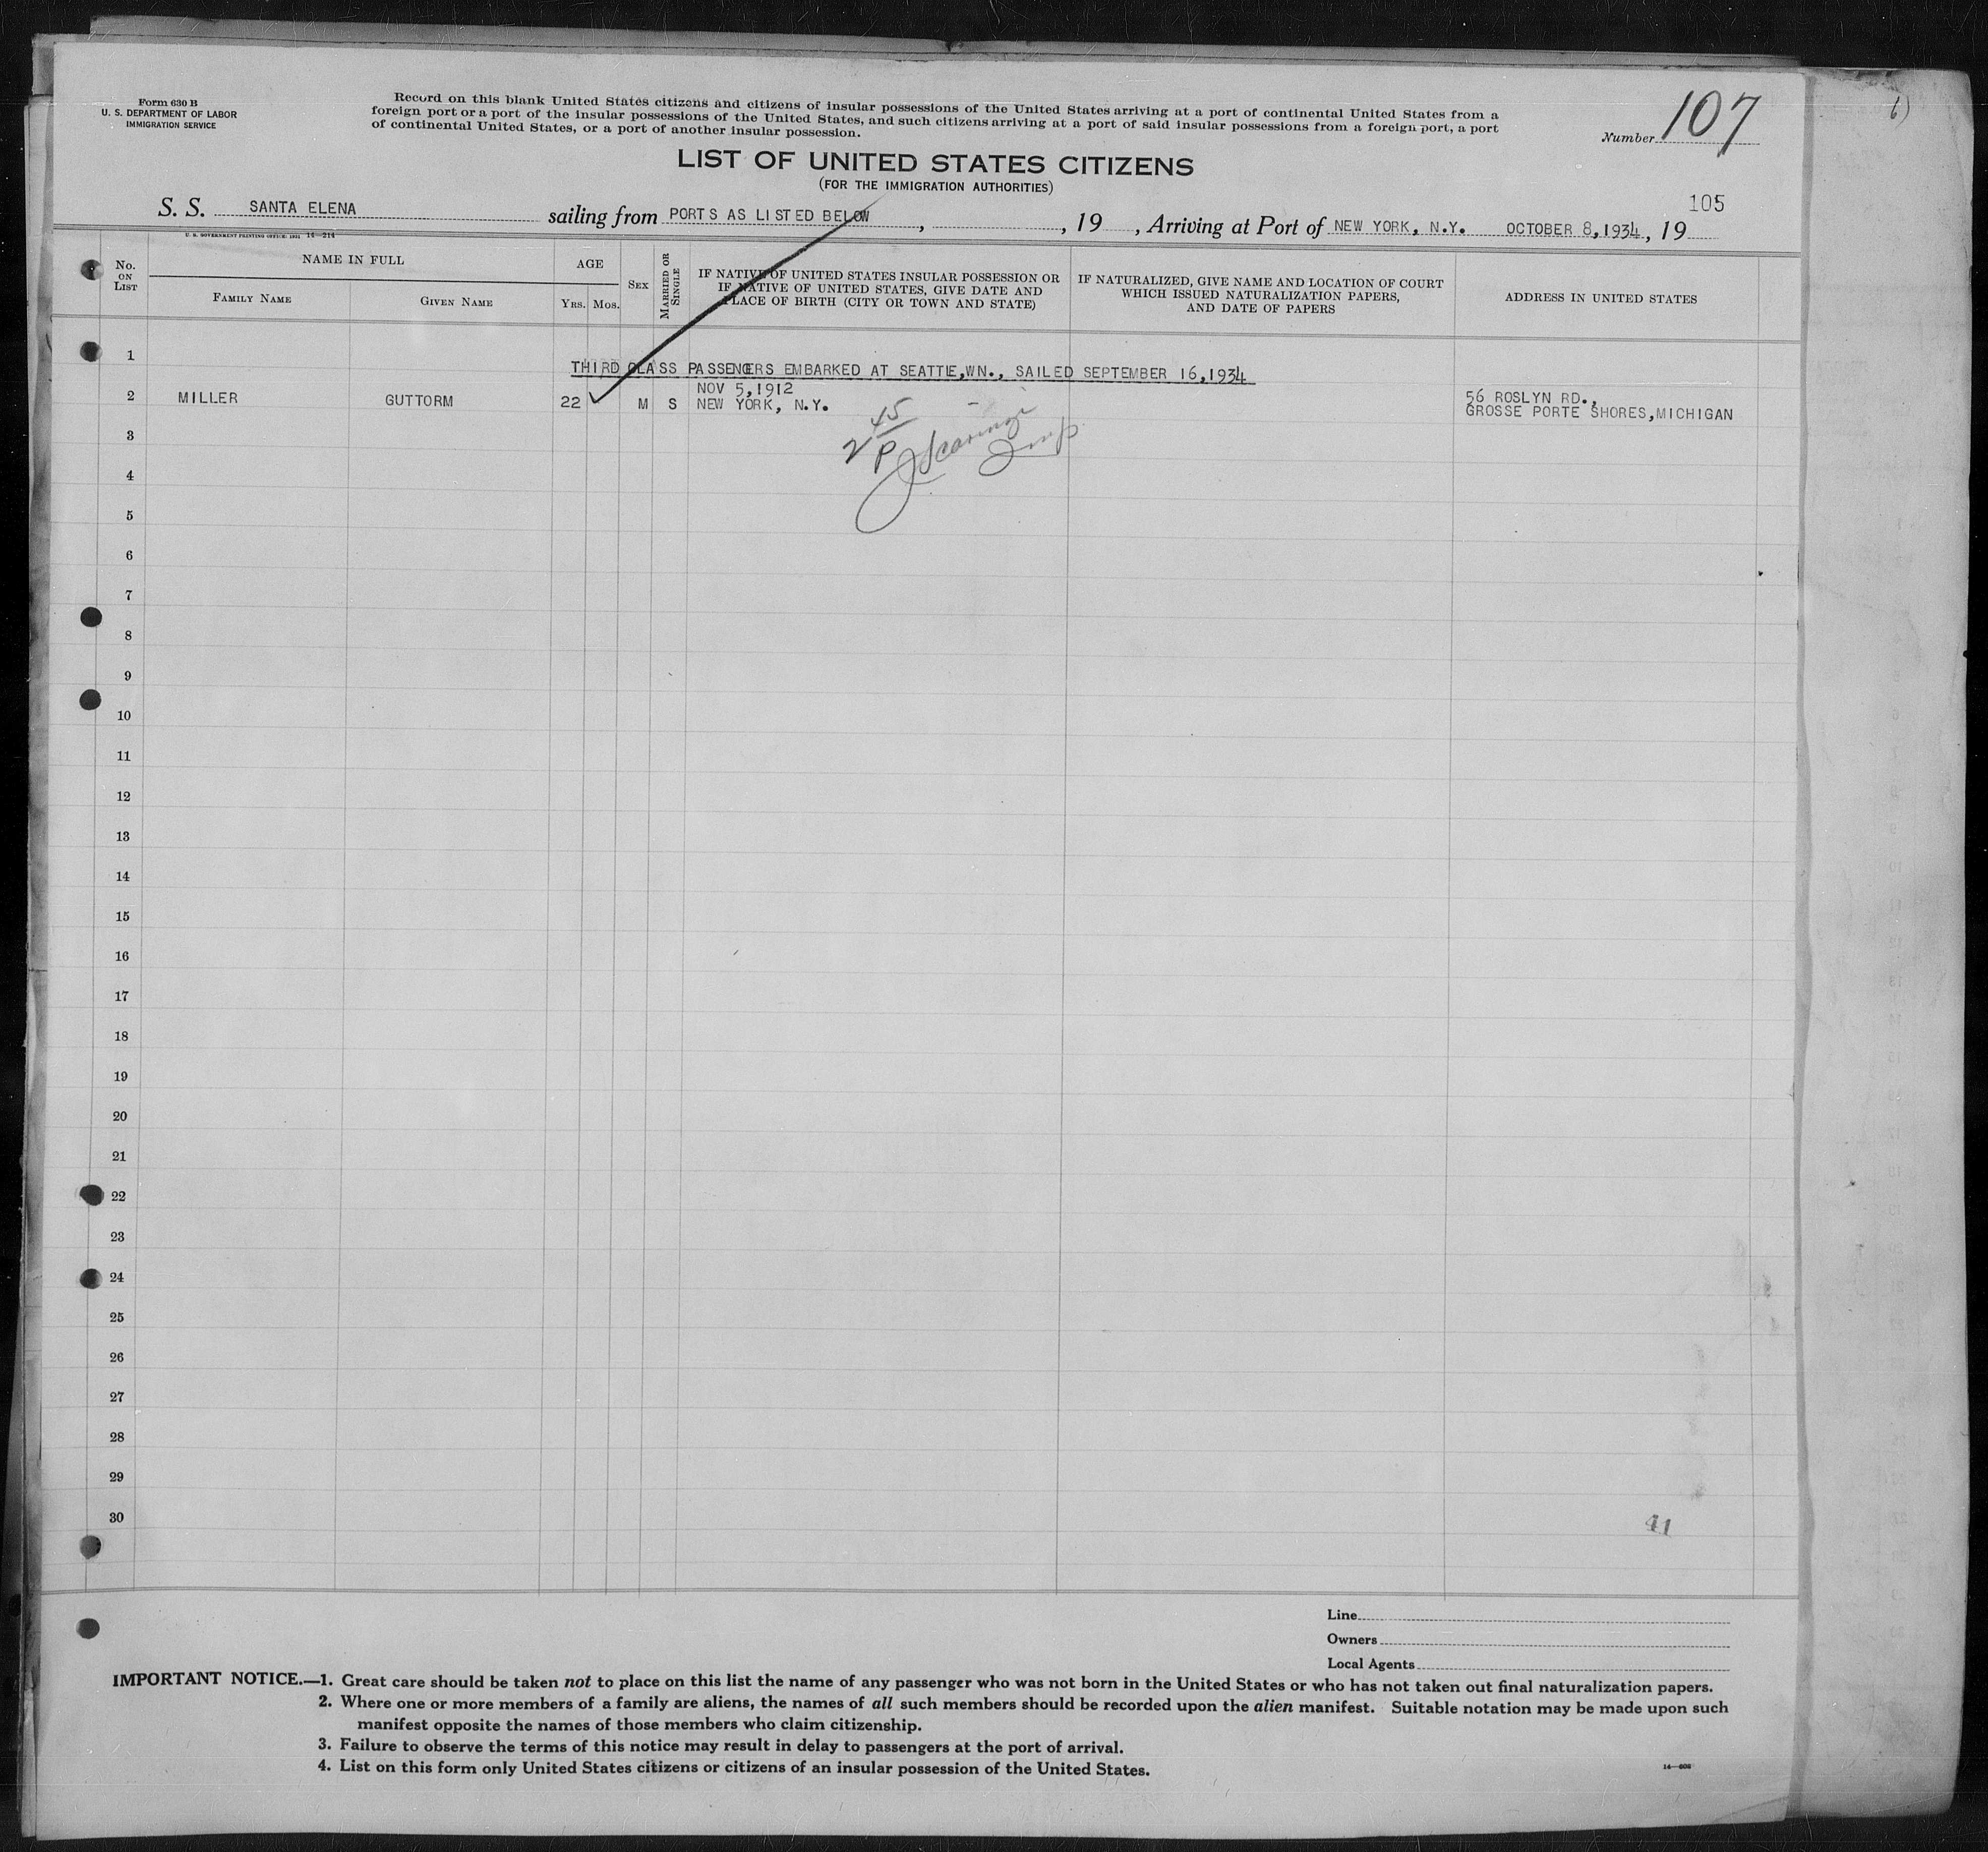 Form 630 B
U. S. DEPARTMENT OF LABOR
IMMIGRATION SERVICE
Record on this blank United States citizens and citizens of insular possessions of the United States arriving at a port of continental United States from a
foreign port or a port of the insular possessions of the United States, and such citizens arriving at a port of said insular possessions from a foreign port, a port
of continental United States, or a port of another insular possession.
Number 107
LIST OF UNITED STATES CITIZENS
(FOR THE IMMIGRATION AUTHORITIES)
105
S. S. SANTA ELENA sailing from PORTS AS LISTED BELOW, , 19 , Arriving at Port of NEW YORK, N.Y. OCTOBER 8,1934, 19
U. S. GOVERNMENT PRINTING OFFICE: 1931 14—214
No. ON LIST
NAME IN FULL
FAMILY NAME
GIVEN NAME
AGE
YRS. MOS.
SEX
MARRIED OR SINGLE
IF NATIVE OF UNITED STATES INSULAR POSSESSION OR
IF NATIVE OF UNITED STATES, GIVE DATE AND
PLACE OF BIRTH (CITY OR TOWN AND STATE)
IF NATURALIZED, GIVE NAME AND LOCATION OF COURT
WHICH ISSUED NATURALIZATION PAPERS,
AND DATE OF PAPERS
ADDRESS IN UNITED STATES
1
THIRD CLASS PASSENGERS EMBARKED AT SEATTLE,WN., SAILED SEPTEMBER 16,1934
2 MILLER GUTTORM 22 M S NOV 5,1912
NEW YORK, N.Y.
56 ROSLYN RD.,
GROSSE PORTE SHORES,MICHIGAN
2 45
P
3
4
5
6
7
8
9
10
11
12
13
14
15
16
17
18
19
20
21
22
23
24
25
26
27
28
29
30
41
Line
Owners
Local Agents
IMPORTANT NOTICE.—1. Great care should be taken not to place on this list the name of any passenger who was not born in the United States or who has not taken out final naturalization papers.
2. Where one or more members of a family are aliens, the names of all such members should be recorded upon the alien manifest. Suitable notation may be made upon such
manifest opposite the names of those members who claim citizenship.
3. Failure to observe the terms of this notice may result in delay to passengers at the port of arrival.
4. List on this form only United States citizens or citizens of an insular possession of the United States.
14—608